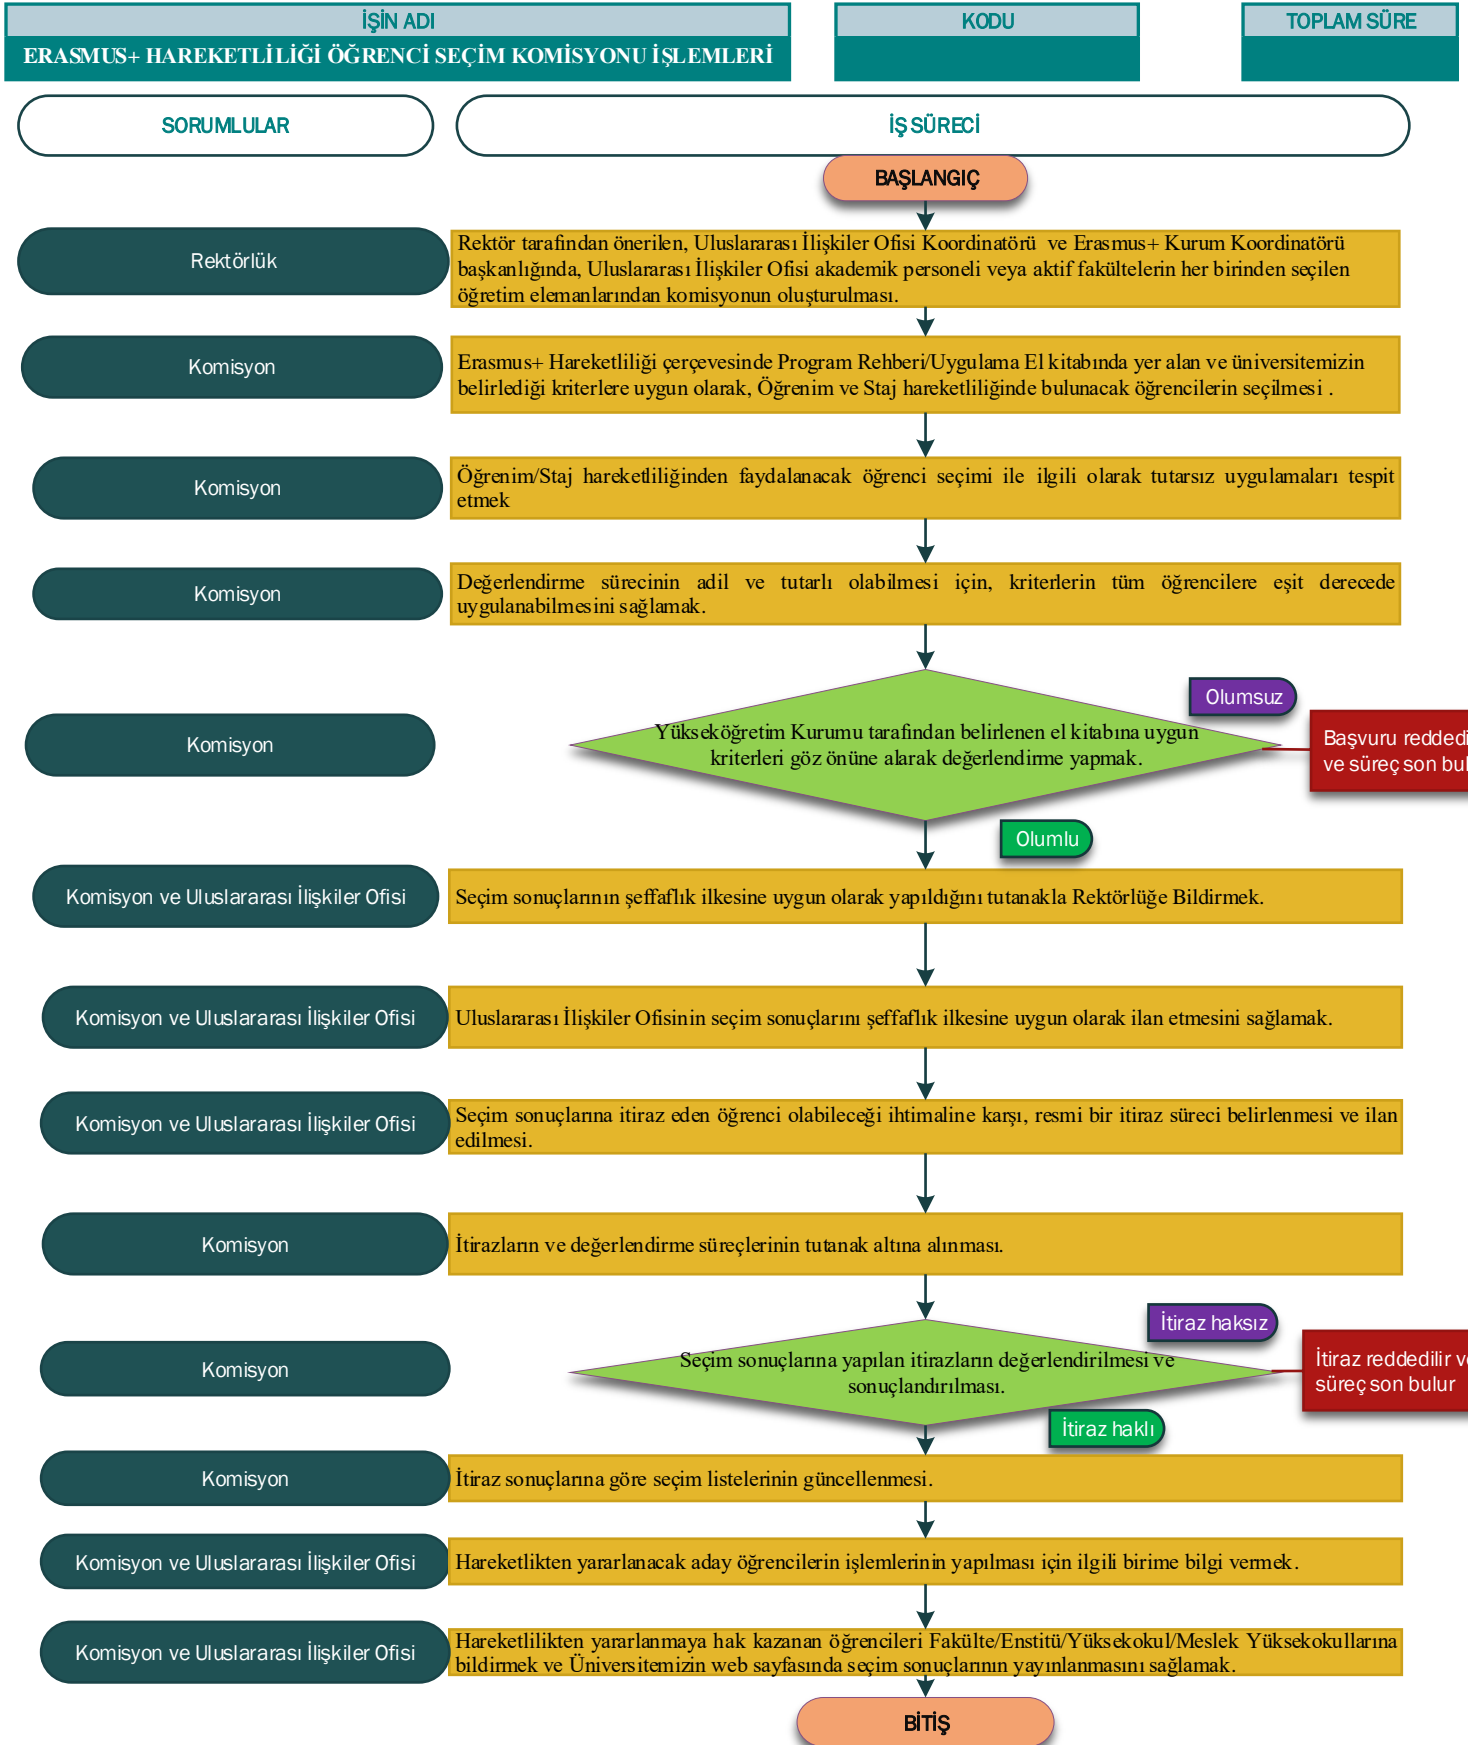 İŞİN ADI
KODU
TOPLAM SÜRE
ERASMUS+ HAREKETLİLİĞİ ÖĞRENCİ SEÇİM KOMİSYONU İŞLEMLERİ
SORUMLULAR
İŞ SÜRECİ
BAŞLANGIÇ
Rektörlük
Rektör tarafından önerilen, Uluslararası İlişkiler Ofisi Koordinatörü ve Erasmus+ Kurum Koordinatörü
başkanlığında, Uluslararası İlişkiler Ofisi akademik personeli veya aktif fakültelerin her birinden seçilen
öğretim elemanlarından komisyonun oluşturulması.
Komisyon
Erasmus+ Hareketliliği çerçevesinde Program Rehberi/Uygulama El kitabında yer alan ve üniversitemizin
belirlediği kriterlere uygun olarak, Öğrenim ve Staj hareketliliğinde bulunacak öğrencilerin seçilmesi .
Komisyon
Öğrenim/Staj hareketliliğinden faydalanacak öğrenci seçimi ile ilgili olarak tutarsız uygulamaları tespit
etmek
Komisyon
Değerlendirme sürecinin adil ve tutarlı olabilmesi için, kriterlerin tüm öğrencilere eşit derecede
uygulanabilmesini sağlamak.
Olumsuz
Komisyon
Yükseköğretim Kurumu tarafından belirlenen el kitabına uygun
kriterleri göz önüne alarak değerlendirme yapmak.
Başvuru
ve süreç son
Olumlu
Komisyon ve Uluslararası İlişkiler Ofisi
Seçim sonuçlarının şeffaflık ilkesine uygun olarak yapıldığını tutanakla Rektörlüğe Bildirmek.
Komisyon ve Uluslararası İlişkiler Ofisi
Uluslararası İlişkiler Ofisinin seçim sonuçlarını şeffaflık ilkesine uygun olarak ilan etmesini sağlamak.
Komisyon ve Uluslararası İlişkiler Ofisi
Seçim sonuçlarına itiraz eden öğrenci olabileceği ihtimaline karşı, resmi bir itiraz süreci belirlenmesi ve ilan
edilmesi.
Komisyon
İtirazların ve değerlendirme süreçlerinin tutanak altına alınması.
İtiraz haksız
Komisyon
Seçim sonuçlarına yapılan itirazların değerlendirilmesi ve
sonuçlandırılması.
İtiraz reddedilir ve
süreç son bulur
İtiraz haklı
Komisyon
İtiraz sonuçlarına göre seçim listelerinin güncellenmesi.
Komisyon ve Uluslararası İlişkiler Ofisi
Hareketlikten yararlanacak aday öğrencilerin işlemlerinin yapılması için ilgili birime bilgi vermek.
Komisyon ve Uluslararası İlişkiler Ofisi
Hareketlilikten yararlanmaya hak kazanan öğrencileri Fakülte/Enstitü/Yüksekokul/Meslek Yüksekokullarına
bildirmek ve Üniversitemizin web sayfasında seçim sonuçlarının yayınlanmasını sağlamak.
BİTİŞ